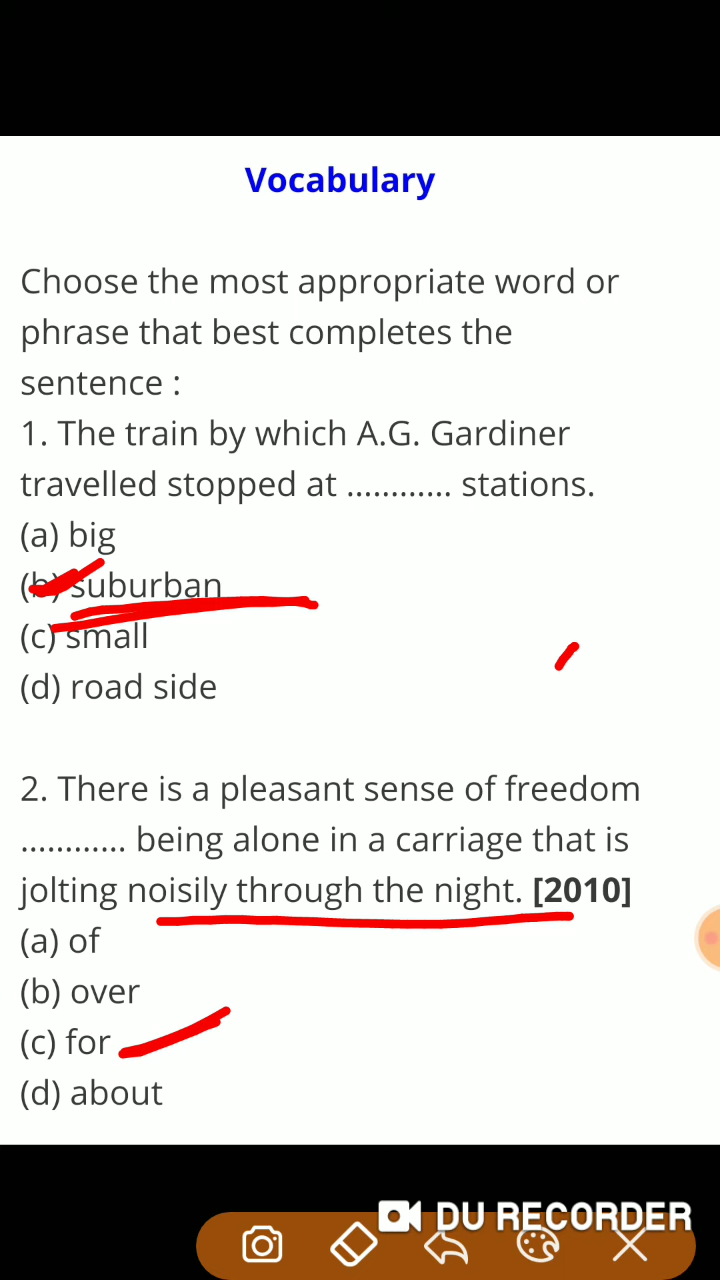 Vocabulary
Choose the most appropriate word or
phrase that best completes the
sentence :
1. The train by which A.G. Gardiner
travelled stopped at ............ stations.
(a) big
(b) suburban
(c) small
(d) road side
2. There is a pleasant sense of freedom
............ being alone in a carriage that is
jolting noisily through the night. [2010]
(a) of
(b) over
(c) for
(d) about
DU RECORDER